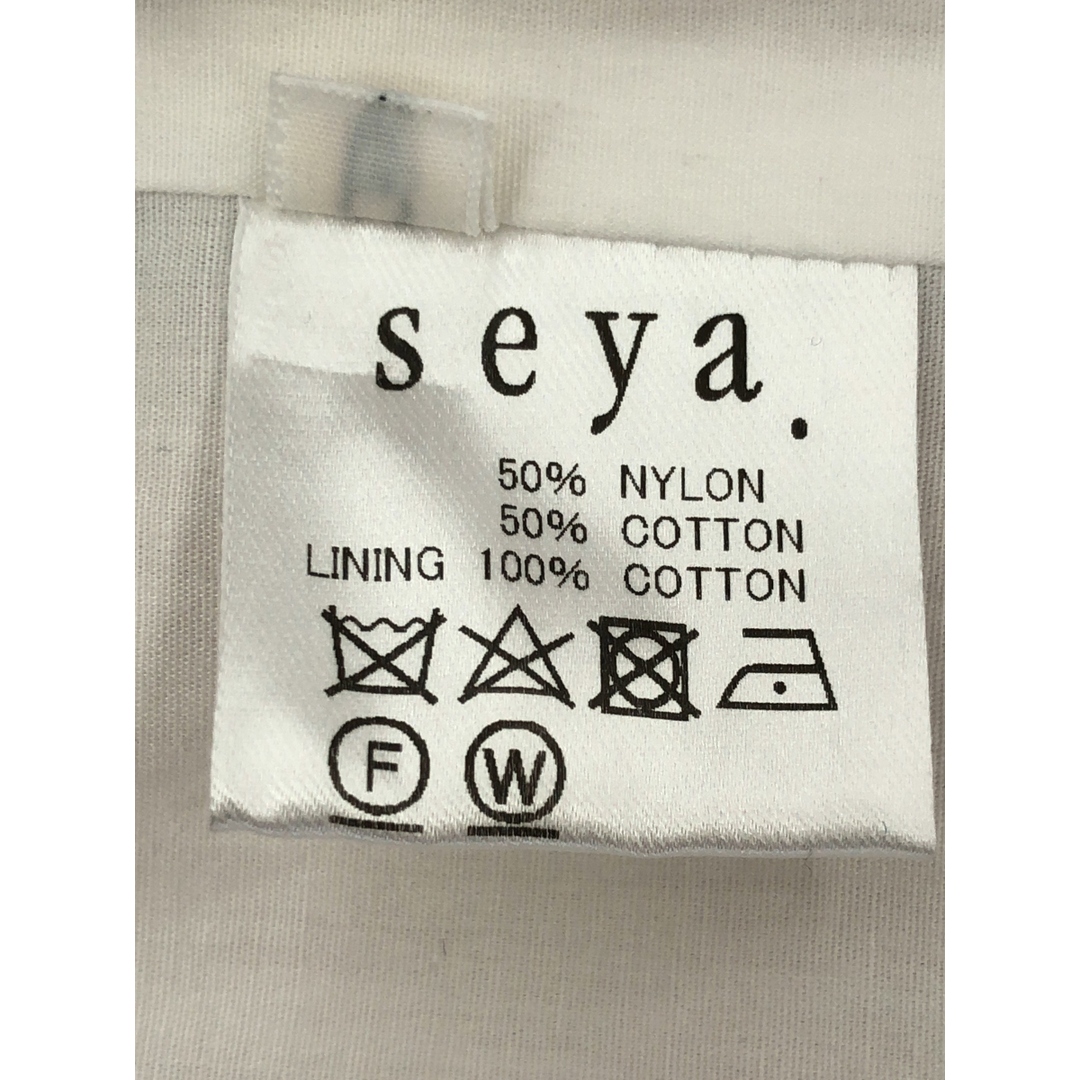 seya.
50% NYLON
50% COTTON
LINING 100% COTTON
F W